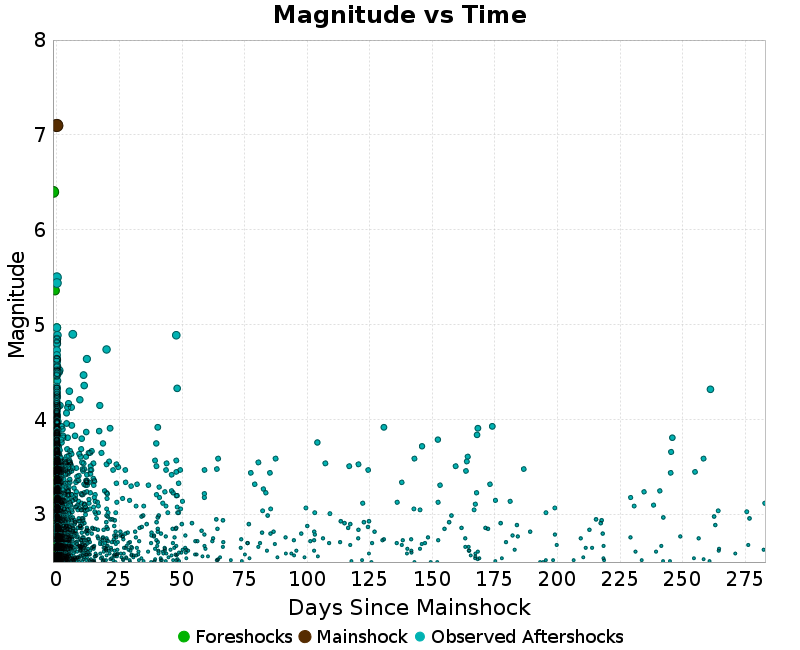 Magnitude vs Time
8
7
6
5
4
3
Magnitude
0 25 50 75 100 125 150 175 200 225 250 275
Days Since Mainshock
Foreshocks Mainshock Observed Aftershocks